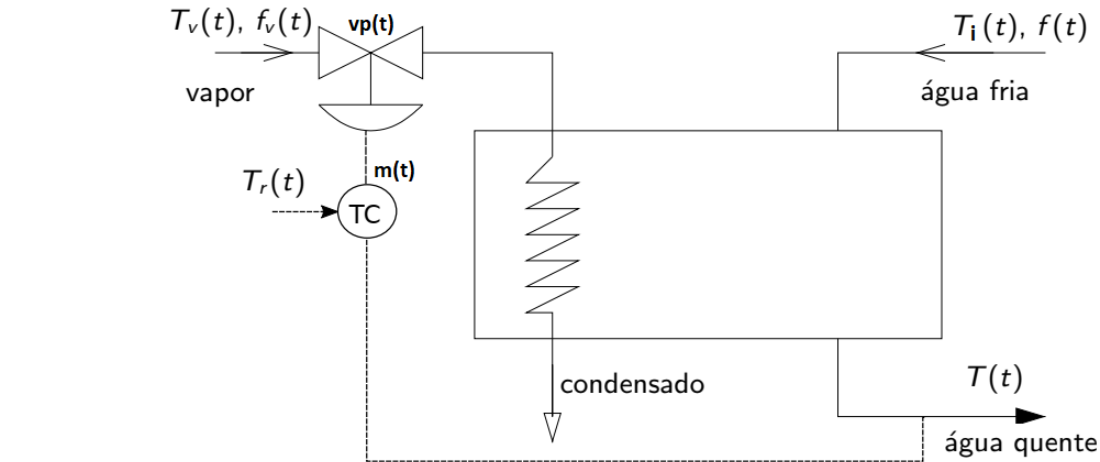 Tv(t), fv(t)
vp(t)
Ti(t), f(t)
vapor
água fria
m(t)
Tr(t)
TC
T(t)
condensado
água quente